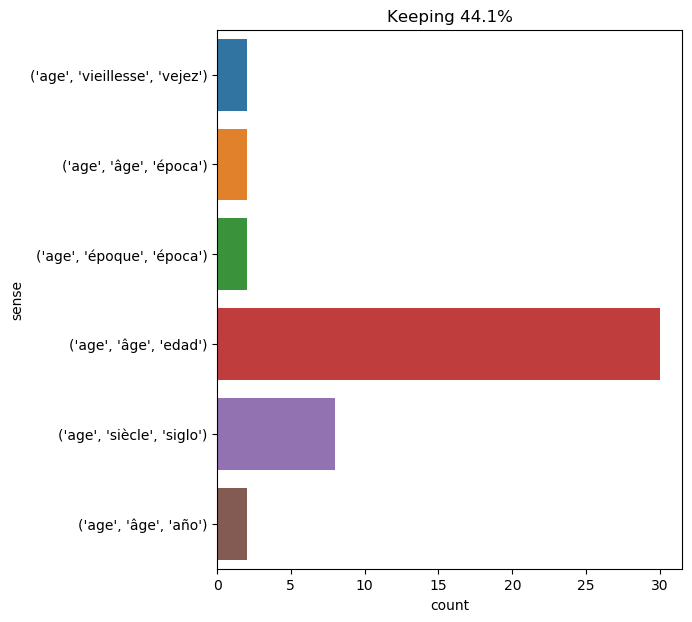 Keeping 44.1%
('age', 'vieillesse', 'vejez')
('age', 'âge', 'época')
('age', 'époque', 'época')
('age', 'âge', 'edad')
('age', 'siècle', 'siglo')
('age', 'âge', 'año')
sense
0 5 10 15 20 25 30
count